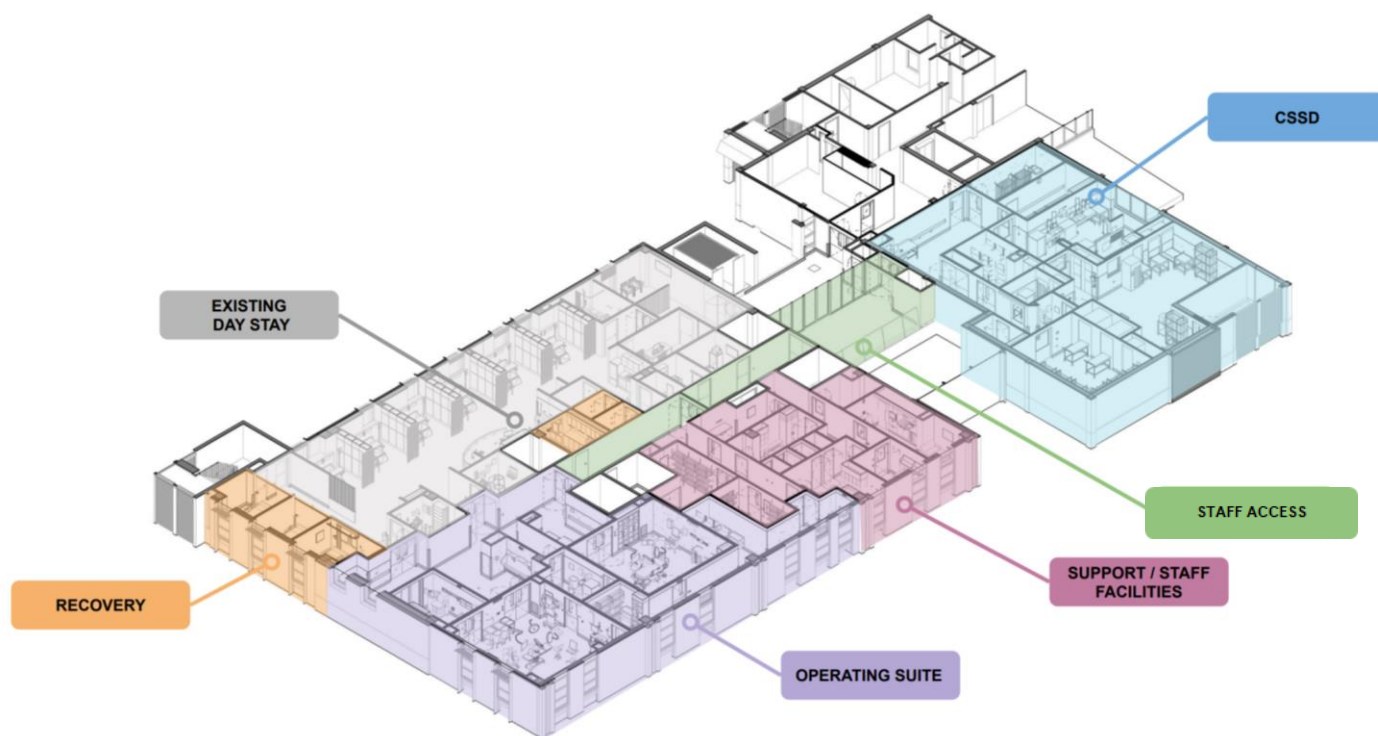 CSSD
EXISTING
DAY STAY
STAFF ACCESS
SUPPORT / STAFF
FACILITIES
RECOVERY
OPERATING SUITE